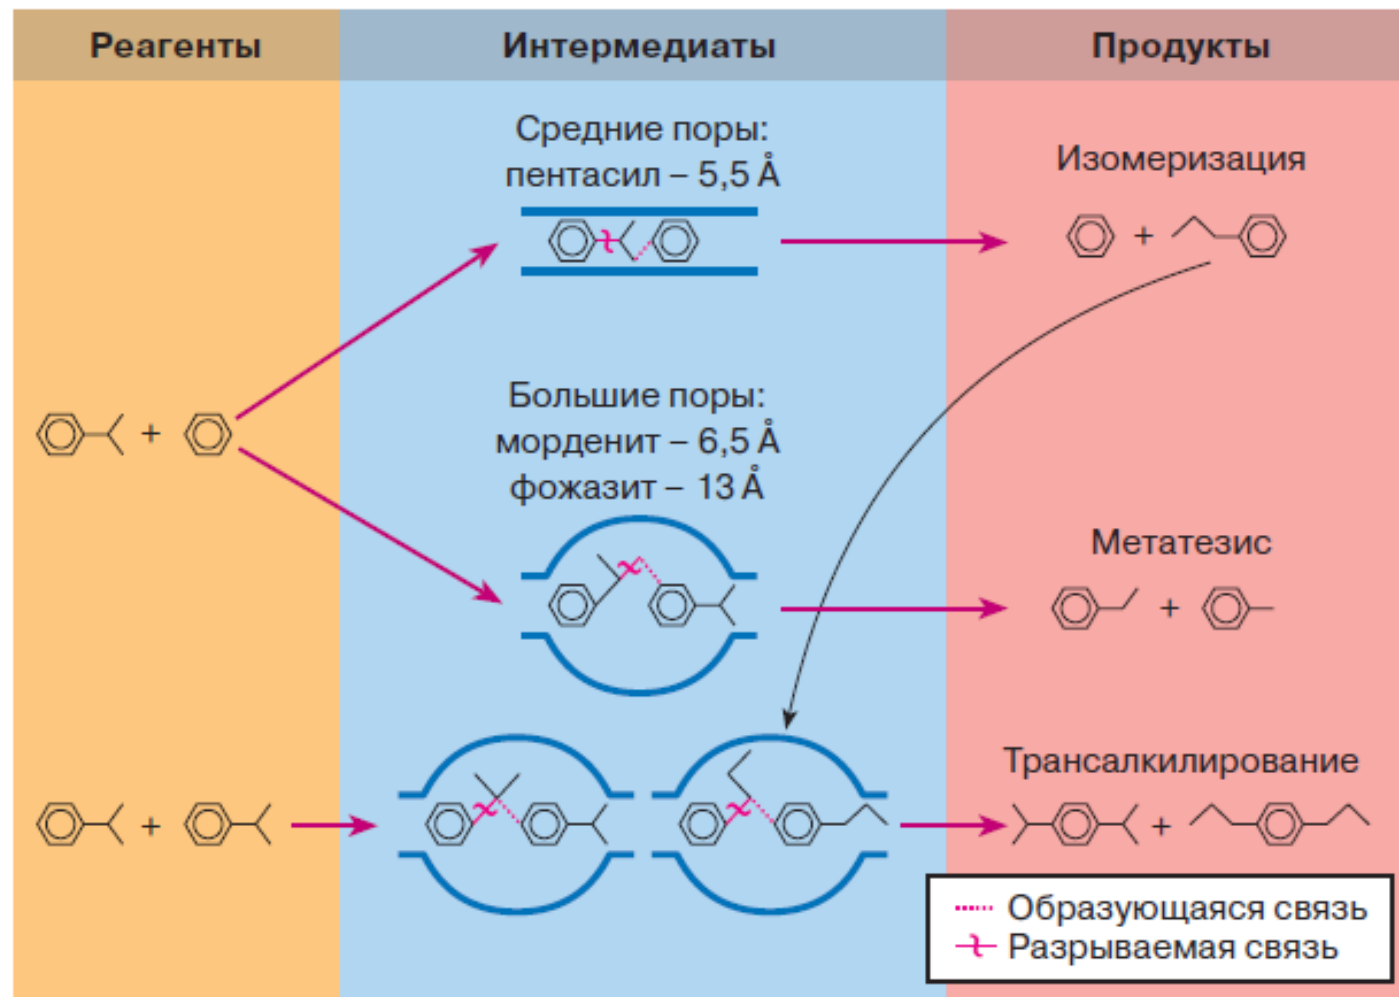 Реагенты
Интермедиаты
Продукты
Средние поры:
пентасил – 5,5 Å
Изомеризация
+
Большие поры:
морденит – 6,5 Å
фожазит – 13 Å
+
Метатезис
+
Трансалкилирование
+
+
Образующаяся связь
Разрываемая связь